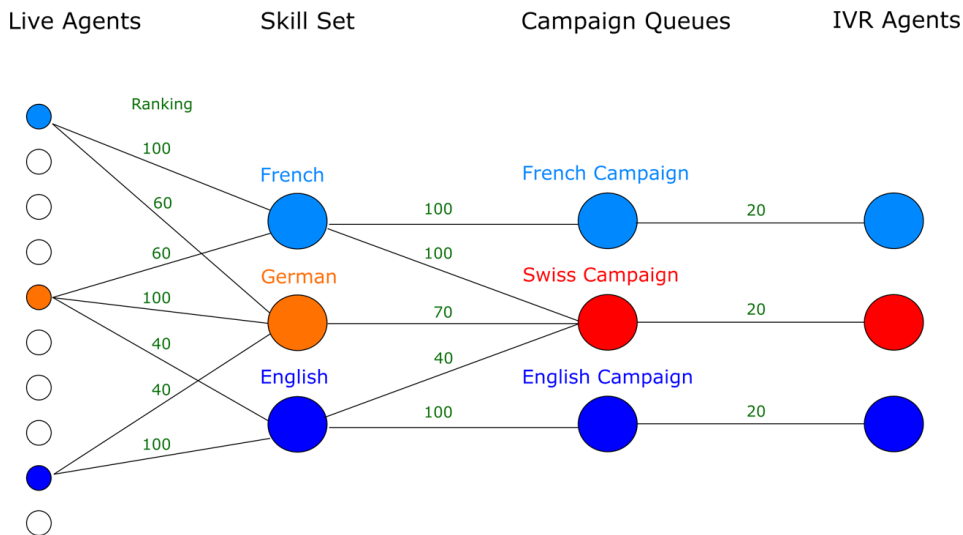 Live Agents
Skill Set
Campaign Queues
IVR Agents
Ranking
100
60
60
100
40
40
100
French
German
English
100
100
70
40
100
French Campaign
Swiss Campaign
English Campaign
20
20
20